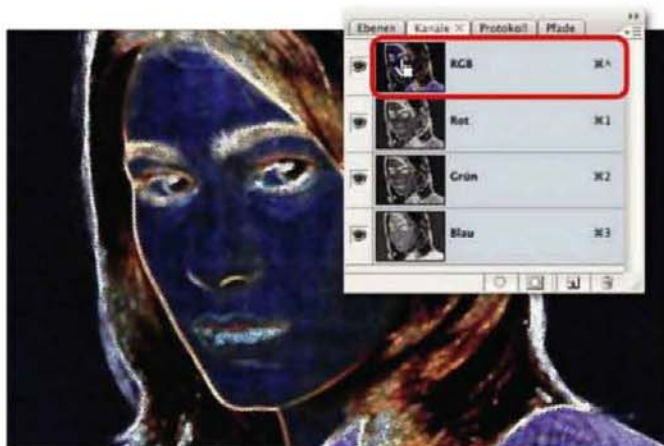 Ebenen Kanäle × Protokoll Pfade
RGB ⌘^
Rot ⌘1
Grün ⌘2
Blau ⌘3